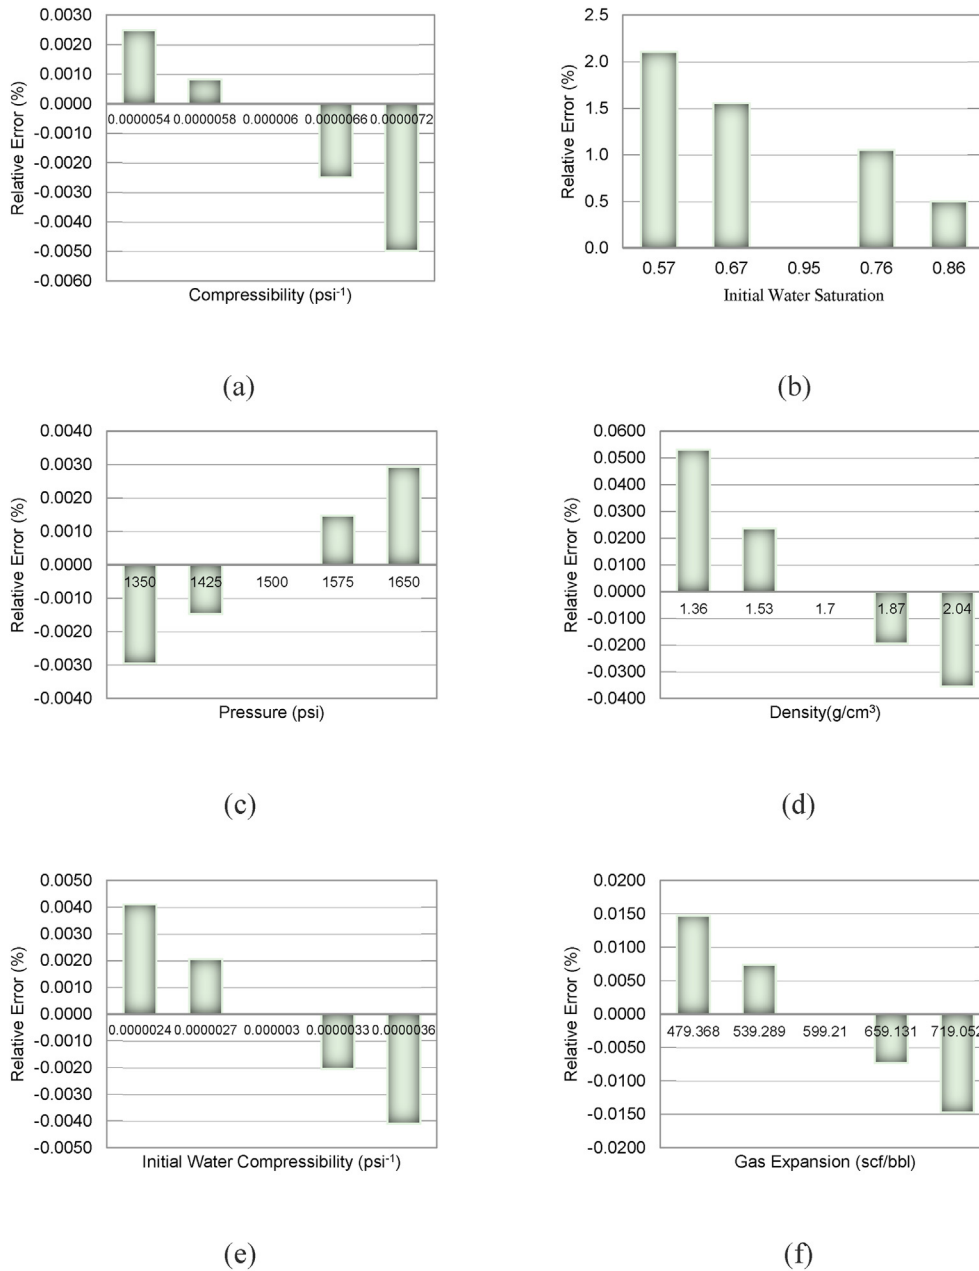 0.0030
0.0020
0.0010
0.0000
-0.0010
-0.0020
-0.0030
-0.0040
-0.0050
-0.0060
Relative Error (%)
0.0000054 0.0000058 0.000006 0.0000066 0.0000072
Compressibility (psi-1)
(a)
2.5
2.0
1.5
1.0
0.5
0.0
Relative Error (%)
0.57 0.67 0.95 0.76 0.86
Initial Water Saturation
(b)
0.0040
0.0030
0.0020
0.0010
0.0000
-0.0010
-0.0020
-0.0030
-0.0040
Relative Error (%)
1350 1425 1500 1575 1650
Pressure (psi)
(c)
0.0600
0.0500
0.0400
0.0300
0.0200
0.0100
0.0000
-0.0100
-0.0200
-0.0300
-0.0400
Relative Error (%)
1.36 1.53 1.7 1.87 2.04
Density(g/cm³)
(d)
0.0050
0.0040
0.0030
0.0020
0.0010
0.0000
-0.0010
-0.0020
-0.0030
-0.0040
-0.0050
Relative Error (%)
0.0000024 0.0000027 0.000003 0.0000033 0.0000036
Initial Water Compressibility (psi-1)
(e)
0.0200
0.0150
0.0100
0.0050
0.0000
-0.0050
-0.0100
-0.0150
-0.0200
Relative Error (%)
479.368 539.289 599.21 659.131 719.052
Gas Expansion (scf/bbl)
(f)